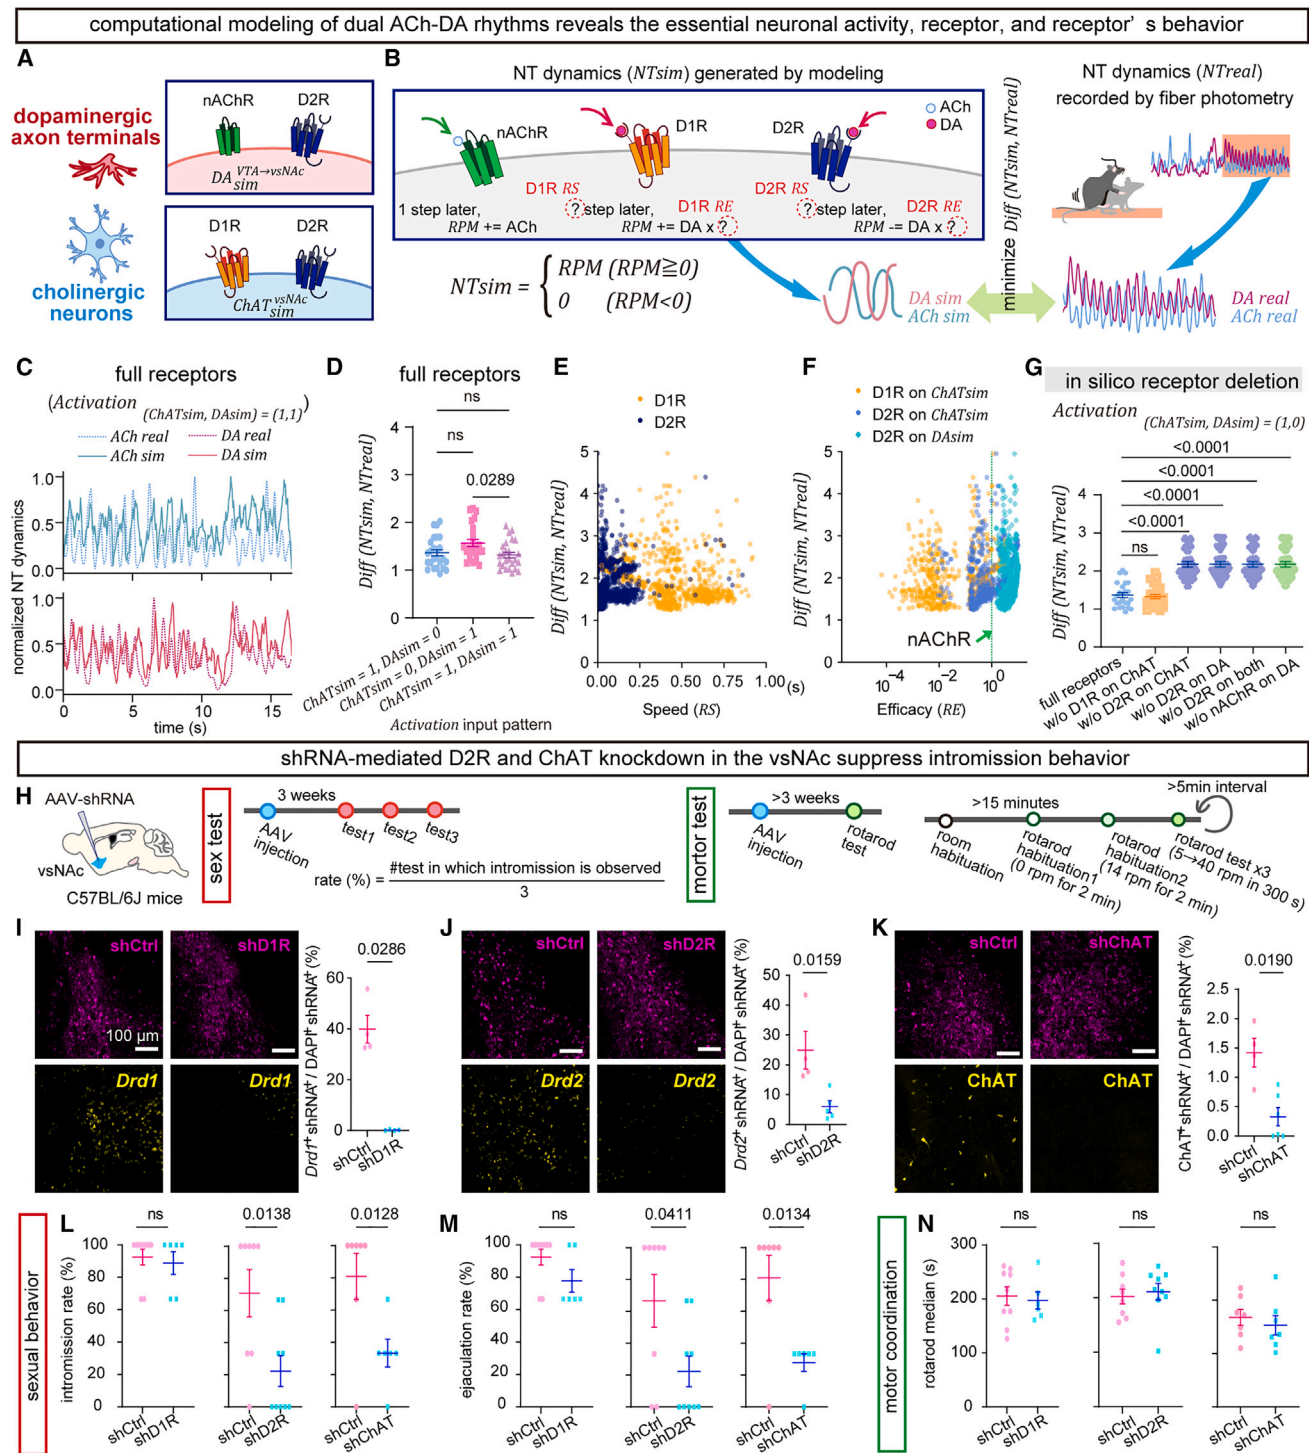 computational modeling of dual ACh-DA rhythms reveals the essential neuronal activity, receptor, and receptor' s behavior
A
dopaminergic
axon terminals
nAChR
D2R
DA sim VTA→vsNAc
cholinergic
neurons
D1R
D2R
ChAT sim vsNAc
B
NT dynamics (NTsim) generated by modeling
nAChR
D1R
D2R
ACh
DA
1 step later,
RPM += ACh
D1R RS
? step later,
D1R RE
RPM += DA x ?
D2R RS
? step later,
D2R RE
RPM -= DA x ?
NTsim =
RPM (RPM≧0)
0 (RPM<0)
DA sim
ACh sim
minimize Diff (NTsim, NTreal)
NT dynamics (NTreal)
recorded by fiber photometry
DA real
ACh real
C
full receptors
(Activation (ChATsim, DAsim) = (1,1))
ACh real
DA real
ACh sim
DA sim
normalized NT dynamics
1.0
0.5
0.0
1.0
0.5
0.0
0 5 10 15
time (s)
D
full receptors
ns
ns
0.0289
Diff (NTsim, NTreal)
4
3
2
1
0
ChATsim = 1, DAsim = 0
ChATsim = 0, DAsim = 1
ChATsim = 1, DAsim = 1
Activation input pattern
E
D1R
D2R
Diff (NTsim, NTreal)
5
4
3
2
1
0
0.00 0.25 0.50 0.75 1.00 (s)
Speed (RS)
F
D1R on ChATsim
D2R on ChATsim
D2R on DAsim
Diff (NTsim, NTreal)
5
4
3
2
1
0
nAChR
10⁻⁴ 10⁻² 10⁰
Efficacy (RE)
G
in silico receptor deletion
Activation (ChATsim, DAsim) = (1,0)
<0.0001
<0.0001
<0.0001
<0.0001
ns
Diff (NTsim, NTreal)
4
3
2
1
0
full receptors
w/o D1R on ChAT
w/o D2R on ChAT
w/o D2R on DA
w/o D2R on both
w/o nAChR on DA
shRNA-mediated D2R and ChAT knockdown in the vsNAc suppress intromission behavior
H
AAV-shRNA
vsNAc
C57BL/6J mice
sex test
3 weeks
AAV
injection
test1
test2
test3
rate (%) = #test in which intromission is observed
3
mortor test
>3 weeks
AAV
injection
rotarod
test
>15 minutes
>5min interval
room
habituation
rotarod
habituation1
(0 rpm for 2 min)
rotarod
habituation2
(14 rpm for 2 min)
rotarod test x3
(5→40 rpm in 300 s)
I
shCtrl
shD1R
100 µm
Drd1
Drd1
Drd1⁺ shRNA⁺ / DAPI⁺ shRNA⁺ (%)
0.0286
60
40
20
0
shCtrl
shD1R
J
shCtrl
shD2R
Drd2
Drd2
Drd2⁺ shRNA⁺ / DAPI⁺ shRNA⁺ (%)
0.0159
50
40
30
20
10
0
shCtrl
shD2R
K
shCtrl
shChAT
ChAT
ChAT
ChAT⁺ shRNA⁺ / DAPI⁺ shRNA⁺ (%)
0.0190
2.5
2.0
1.5
1.0
0.5
0.0
shCtrl
shChAT
sexual behavior
L
intromission rate (%)
ns
0.0138
0.0128
100
80
60
40
20
0
shCtrl
shD1R
shCtrl
shD2R
shCtrl
shChAT
M
ejaculation rate (%)
ns
0.0411
0.0134
100
80
60
40
20
0
shCtrl
shD1R
shCtrl
shD2R
shCtrl
shChAT
motor coordination
N
rotarod median (s)
ns
ns
ns
300
200
100
0
shCtrl
shD1R
shCtrl
shD2R
shCtrl
shChAT